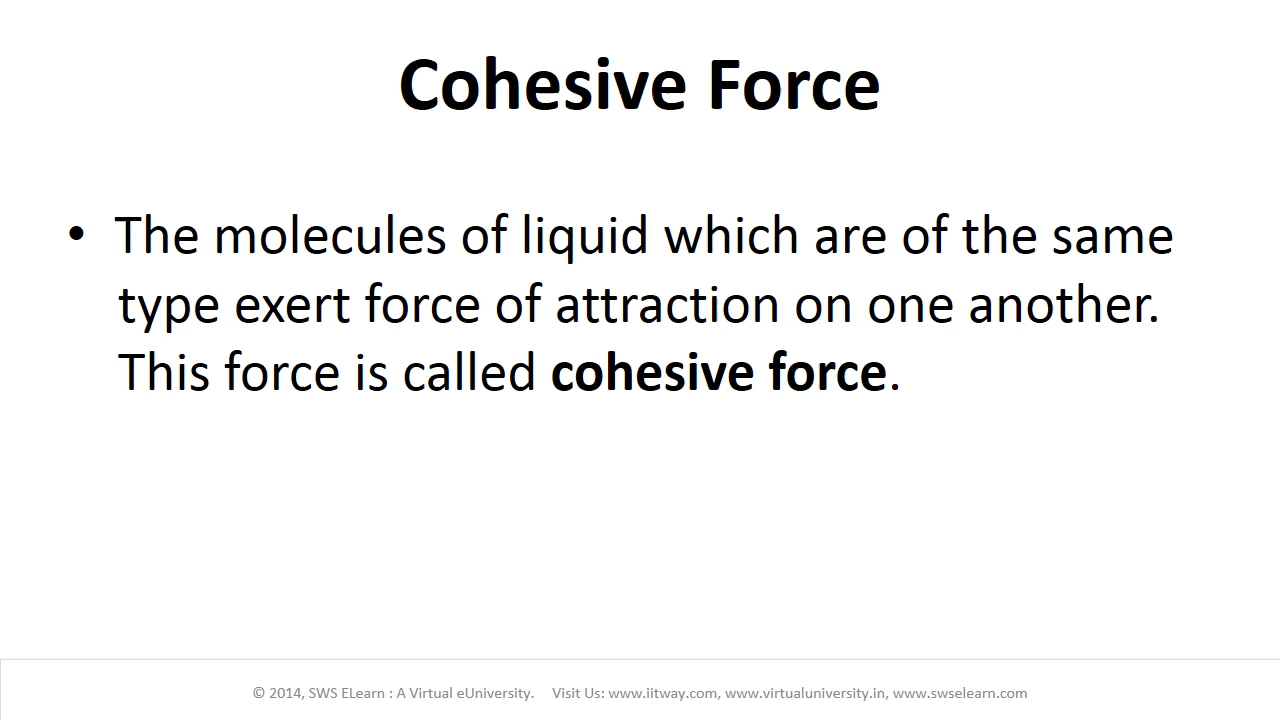 Cohesive Force
• The molecules of liquid which are of the same
type exert force of attraction on one another.
This force is called cohesive force.
© 2014, SWS ELearn : A Virtual eUniversity. Visit Us: www.iitway.com, www.virtualuniversity.in, www.swselearn.com